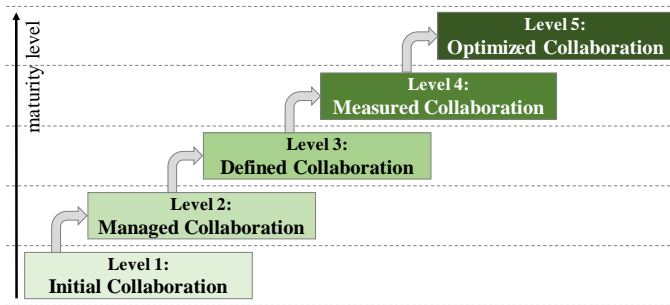 maturity level
Level 5:
Optimized Collaboration
Level 4:
Measured Collaboration
Level 3:
Defined Collaboration
Level 2:
Managed Collaboration
Level 1:
Initial Collaboration